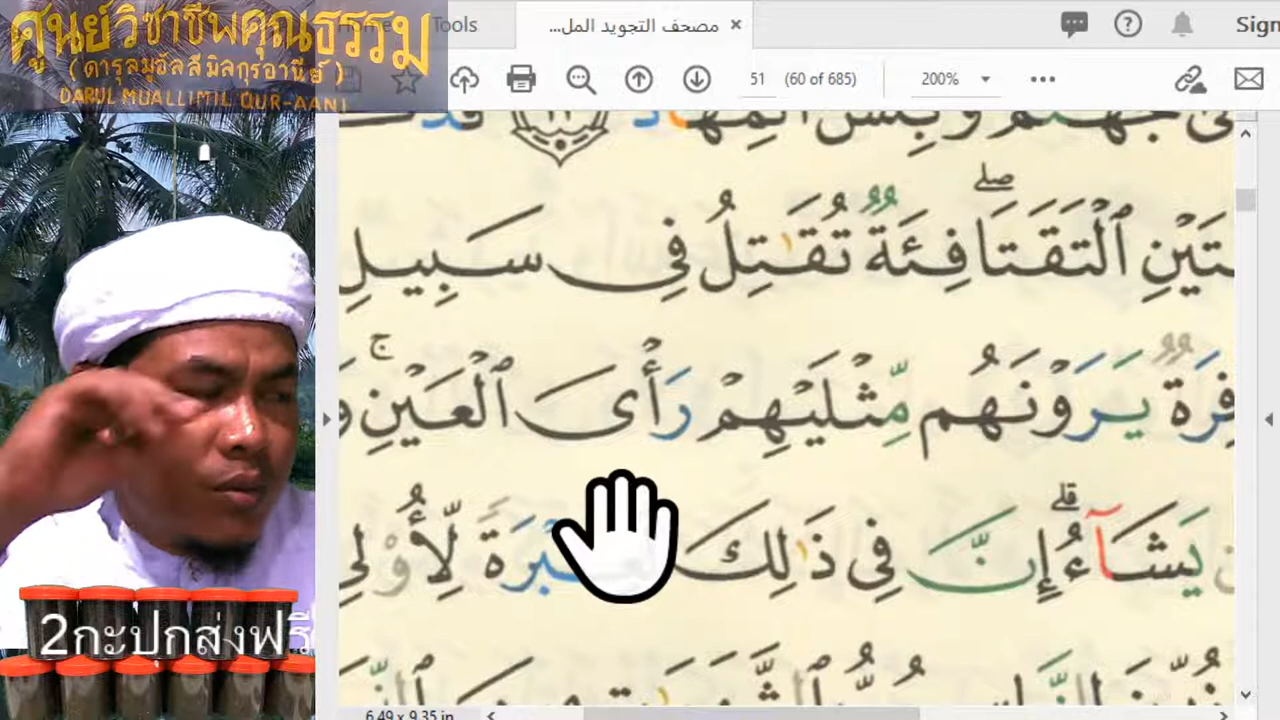 ศูนย์วิชาชีพคุณธรรม
(ดารุลมูอัลลีมิลกุรอานีย์)
DARUL MUALLIMIL QUR-AANI
Tools
مصحف التجويد المل...
Sign
51 (60 of 685)
200%
جَهَنَّمَ وَبِئْسَ ٱلْمِهَادُ
ٱلْتَقَتَا ۖ فِئَةٌ تُقَـٰتِلُ فِى سَبِيلِ
يَرَوْنَهُم مِّثْلَيْهِمْ رَأْىَ ٱلْعَيْنِ ۚ
يَشَآءُ ۗ إِنَّ فِى ذَٰلِكَ لِّأُو۟لِى
2กะปุกส่งฟรี
6.49 x 9.35 in